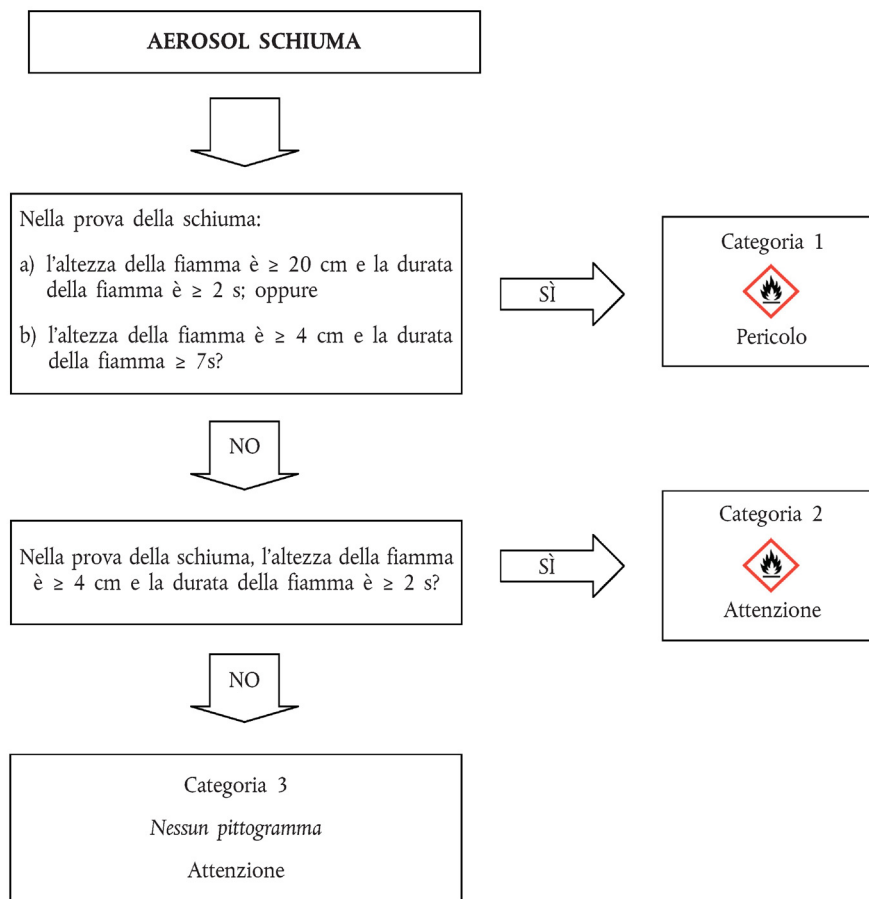 AEROSOL SCHIUMA
Nella prova della schiuma:
a) l'altezza della fiamma è ≥ 20 cm e la durata
della fiamma è ≥ 2 s; oppure
b) l'altezza della fiamma è ≥ 4 cm e la durata
della fiamma ≥ 7s?
SÌ
Categoria 1
Pericolo
NO
Nella prova della schiuma, l'altezza della fiamma
è ≥ 4 cm e la durata della fiamma è ≥ 2 s?
SÌ
Categoria 2
Attenzione
NO
Categoria 3
Nessun pittogramma
Attenzione